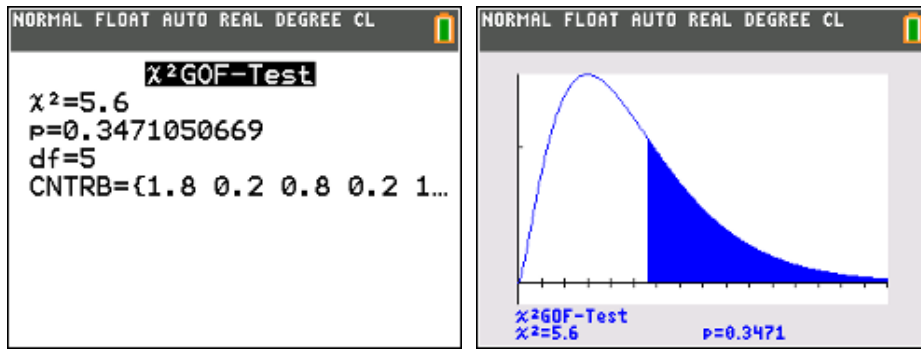 NORMAL FLOAT AUTO REAL DEGREE CL
χ²GOF-Test
χ²=5.6
p=0.3471050669
df=5
CNTRB={1.8 0.2 0.8 0.2 1…
NORMAL FLOAT AUTO REAL DEGREE CL
χ²GOF-Test
χ²=5.6 p=0.3471